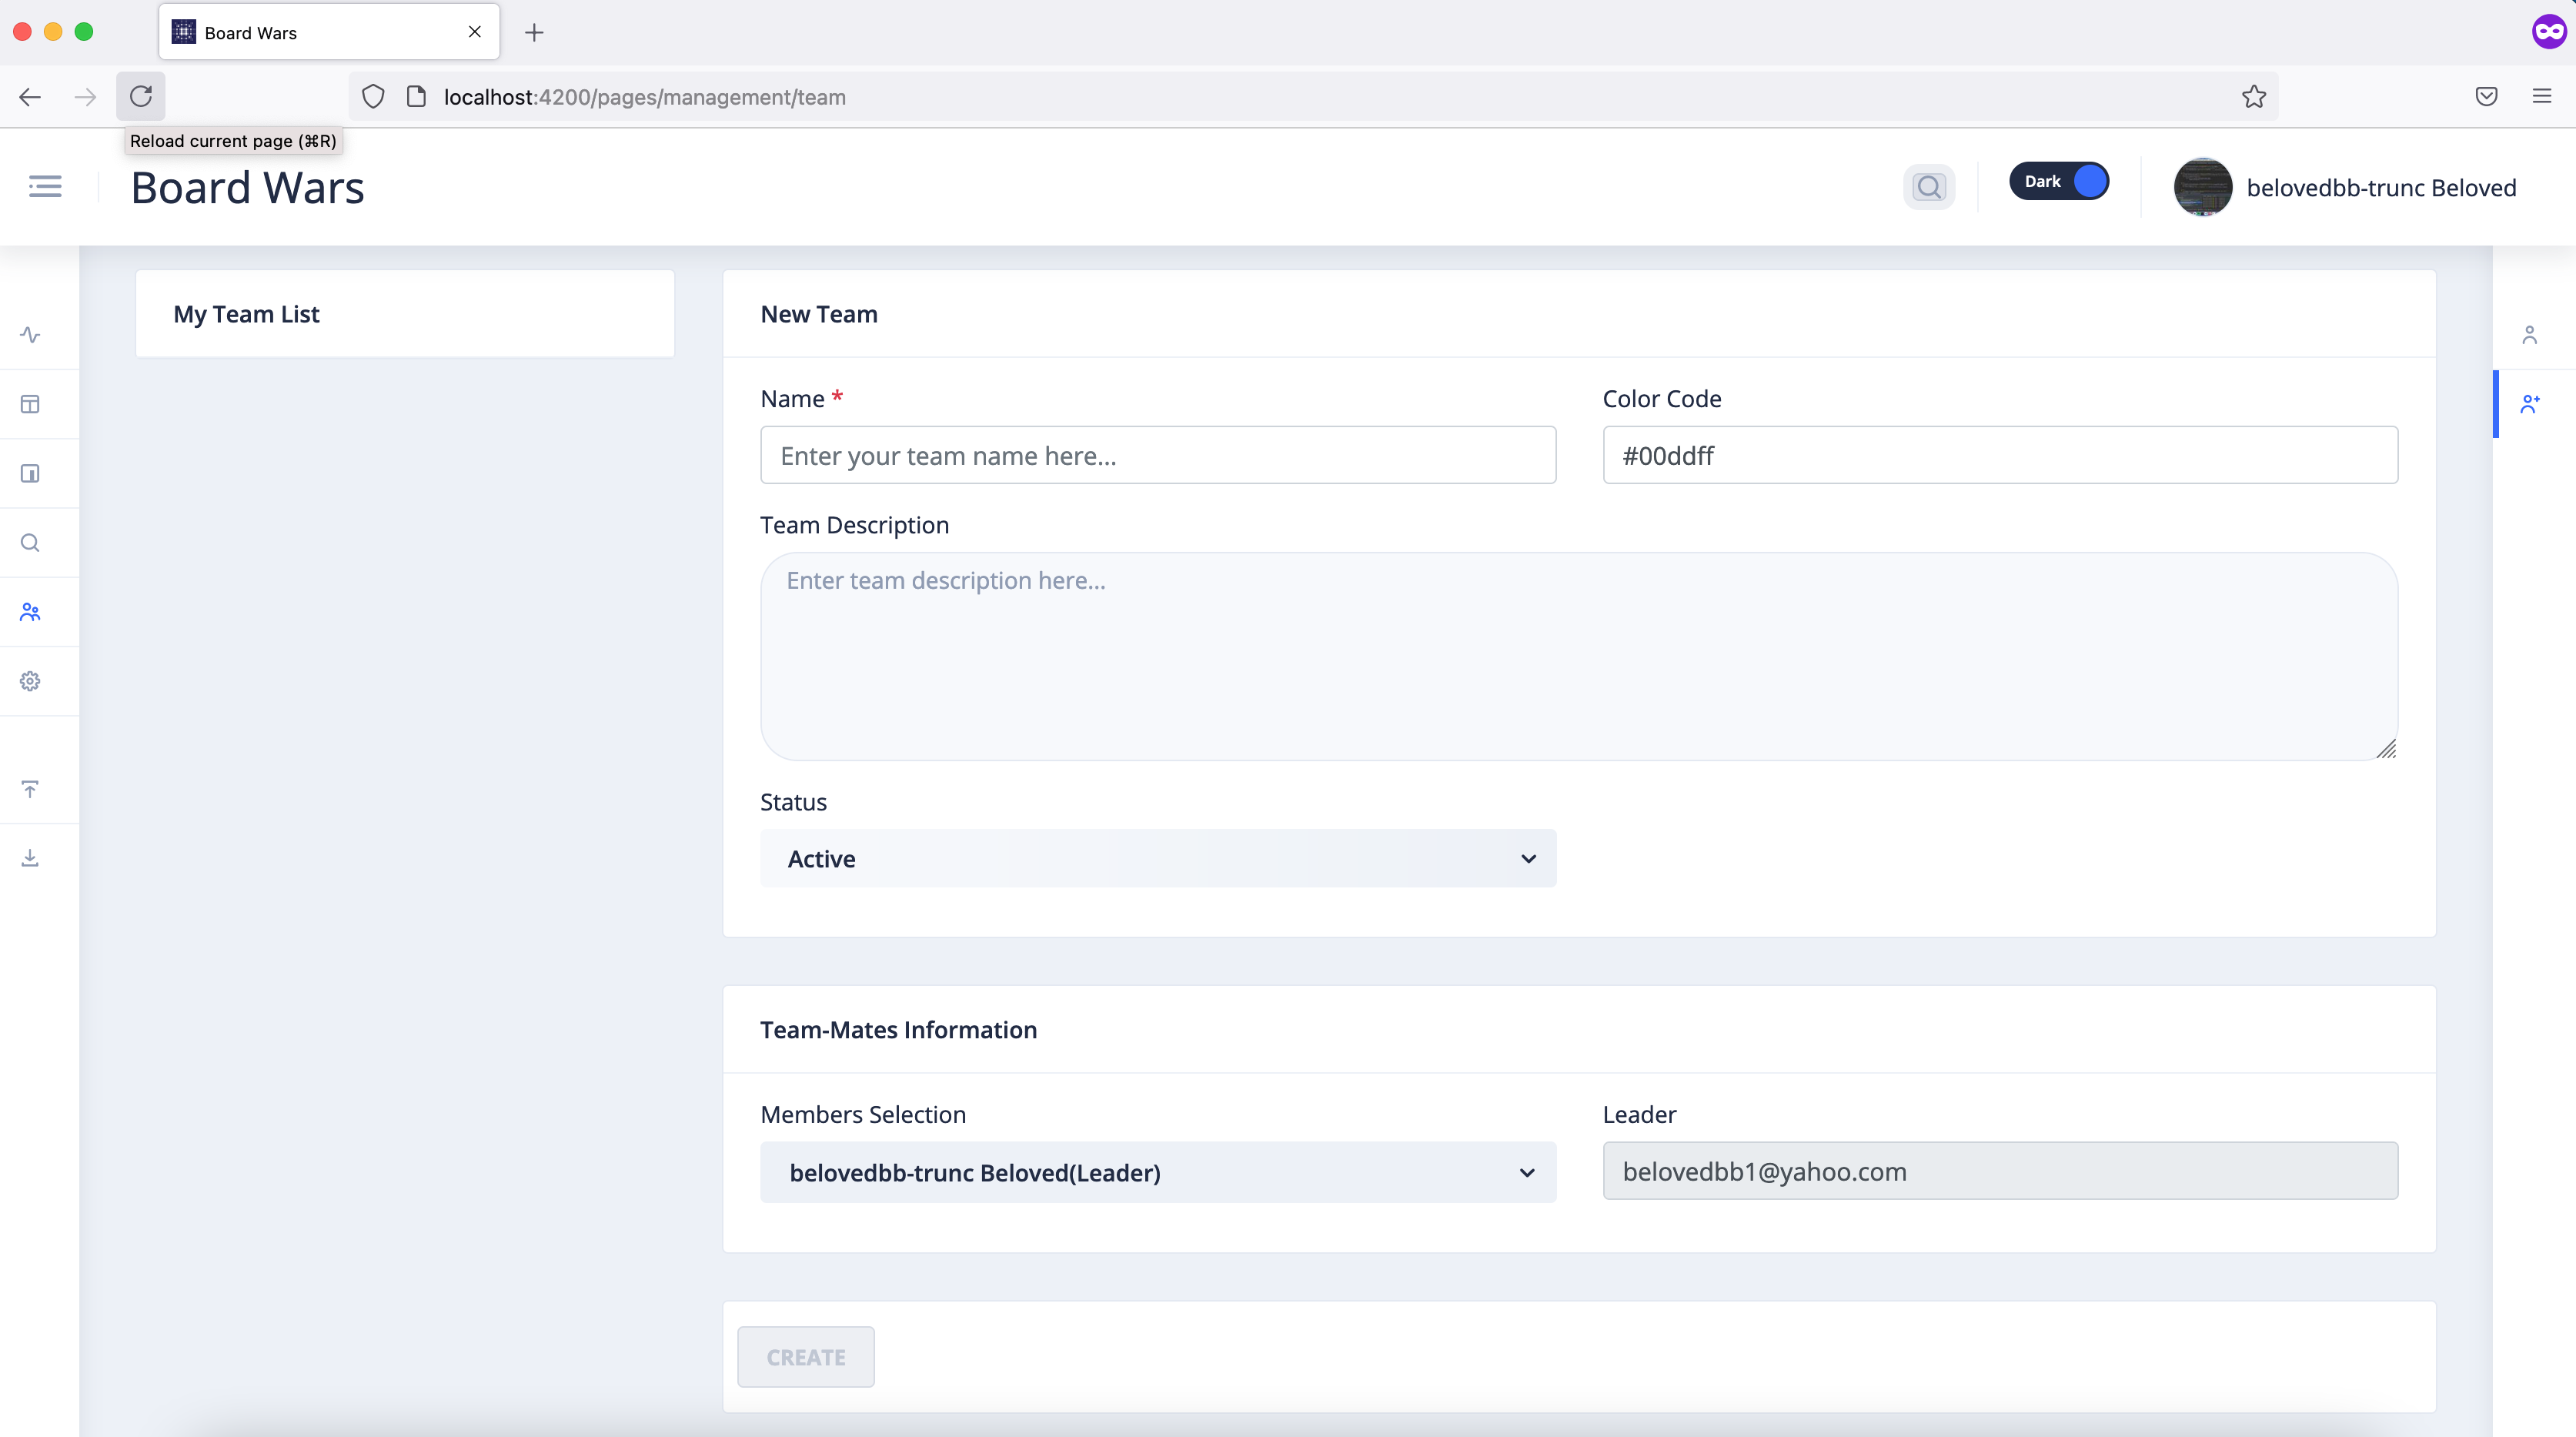 Board Wars
localhost:4200/pages/management/team
Reload current page (⌘R)
Board Wars
Dark
belovedbb-trunc Beloved
My Team List
New Team
Name *
Color Code
Enter your team name here...
#00ddff
Team Description
Enter team description here...
Status
Active
Team-Mates Information
Members Selection
Leader
belovedbb-trunc Beloved(Leader)
belovedbb1@yahoo.com
CREATE